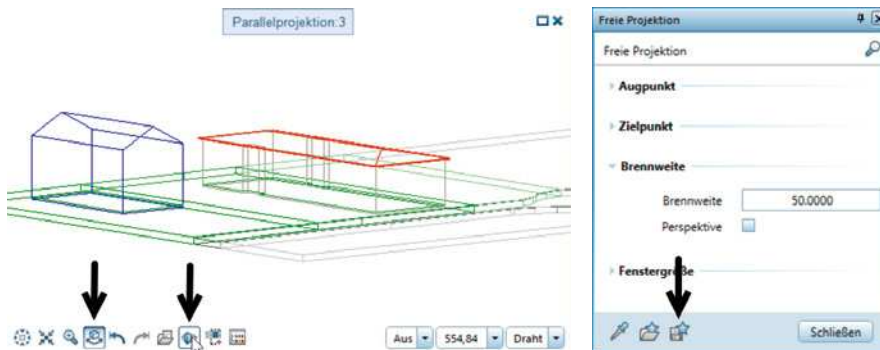 Parallelprojektion:3
Aus
554,84
Draht
Freie Projektion
Freie Projektion
Augpunkt
Zielpunkt
Brennweite
Brennweite
50.0000
Perspektive
Fenstergröße
Schließen